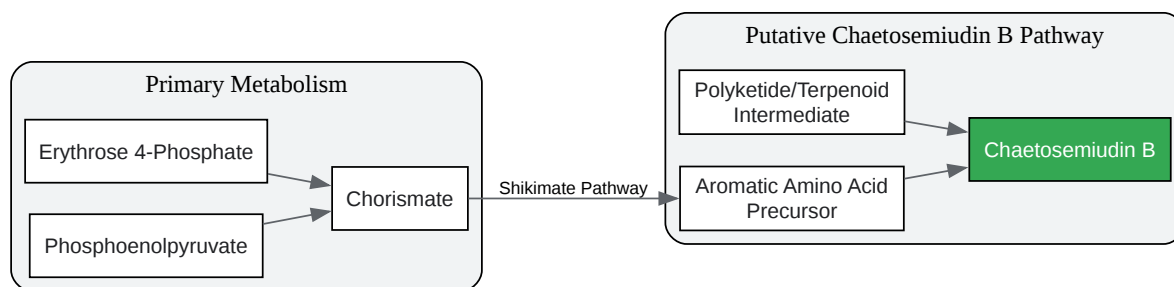 Putative Chaetosemiudin B Pathway
Primary Metabolism
Polyketide/Terpenoid
Intermediate
Erythrose 4-Phosphate
Chaetosemiudin B
Shikimate Pathway
Chorismate
Aromatic Amino Acid
Precursor
Phosphoenolpyruvate